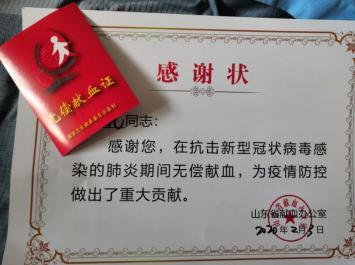 感谢状
无偿献血证
同志：
感谢您，在抗击新型冠状病毒感
染的肺炎期间无偿献血，为疫情防控
做出了重大贡献。
山东省献血办公室
2020年2月5日